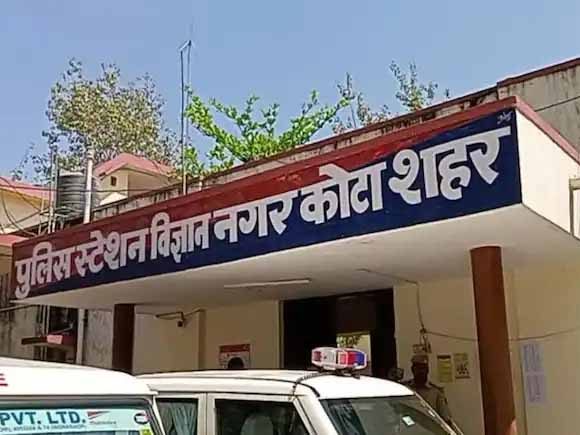 पुलिस स्टेशन विज्ञान नगर कोटा शहर
PVT. LTD.